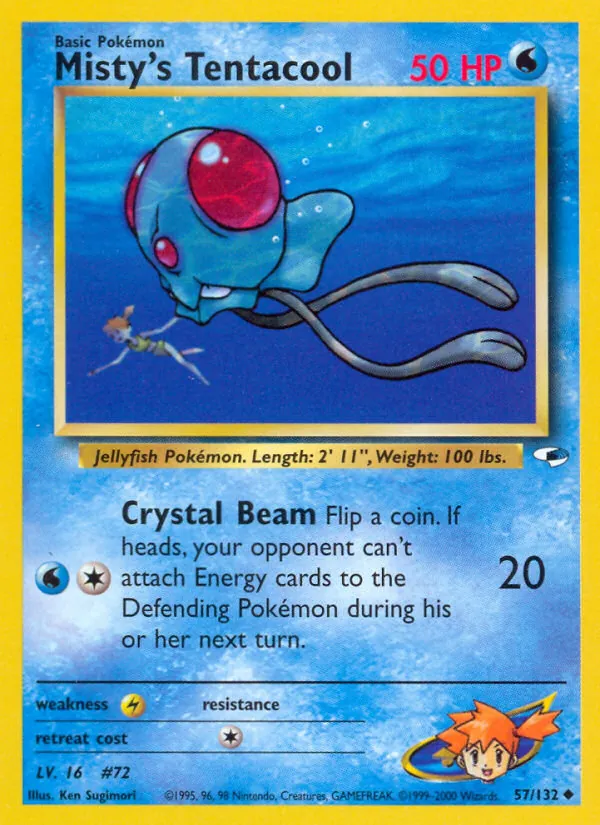 Basic Pokémon
Misty's Tentacool 50 HP
Jellyfish Pokémon. Length: 2' 11", Weight: 100 lbs.
Crystal Beam Flip a coin. If
heads, your opponent can't
attach Energy cards to the
Defending Pokémon during his
or her next turn.
20
weakness resistance
retreat cost
LV. 16 #72
Illus. Ken Sugimori ©1995, 96, 98 Nintendo, Creatures, GAMEFREAK. ©1999-2000 Wizards. 57/132